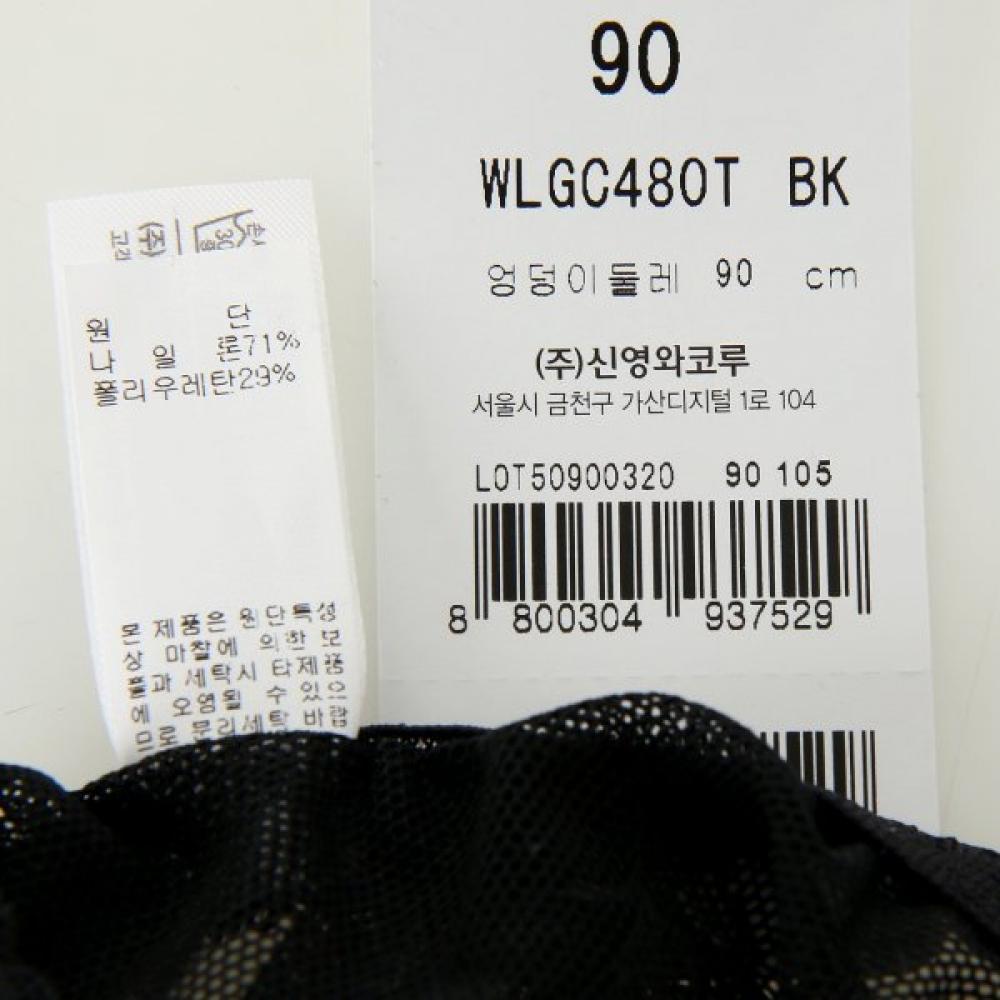 90
WLGC480T BK
엉덩이둘레 90 cm
(주)신영와코루
서울시 금천구 가산디지털 1로 104
LOT50900320 90 105
8 800304 937529
원 단
나 일 론71%
폴리우레탄29%
본 제품은 원단특성
상 마찰에 의한 보
풀과 세탁시 타제품
에 오염될 수 있으
므로 분리세탁 바랍